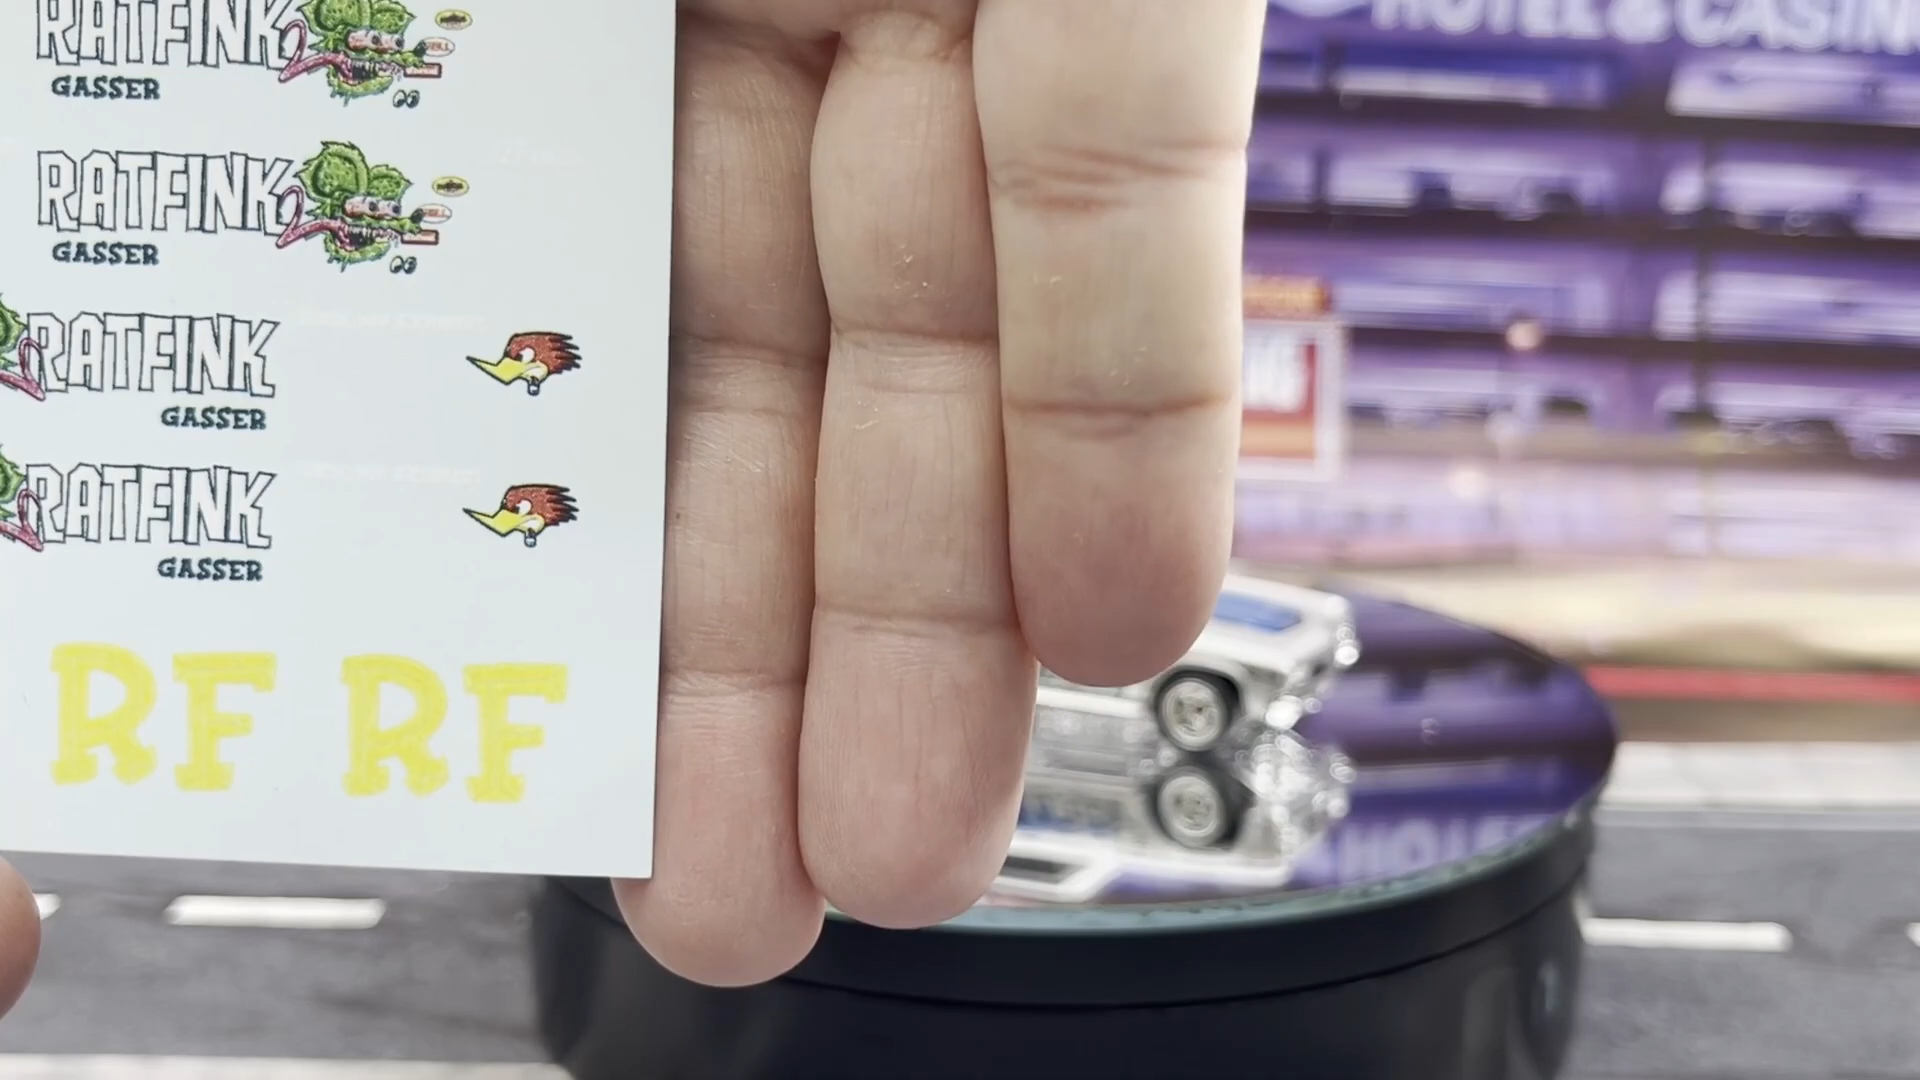 HOTEL & CASIN
RATFINK
GASSER
RATFINK
GASSER
RATFINK
GASSER
RATFINK
GASSER
RF RF